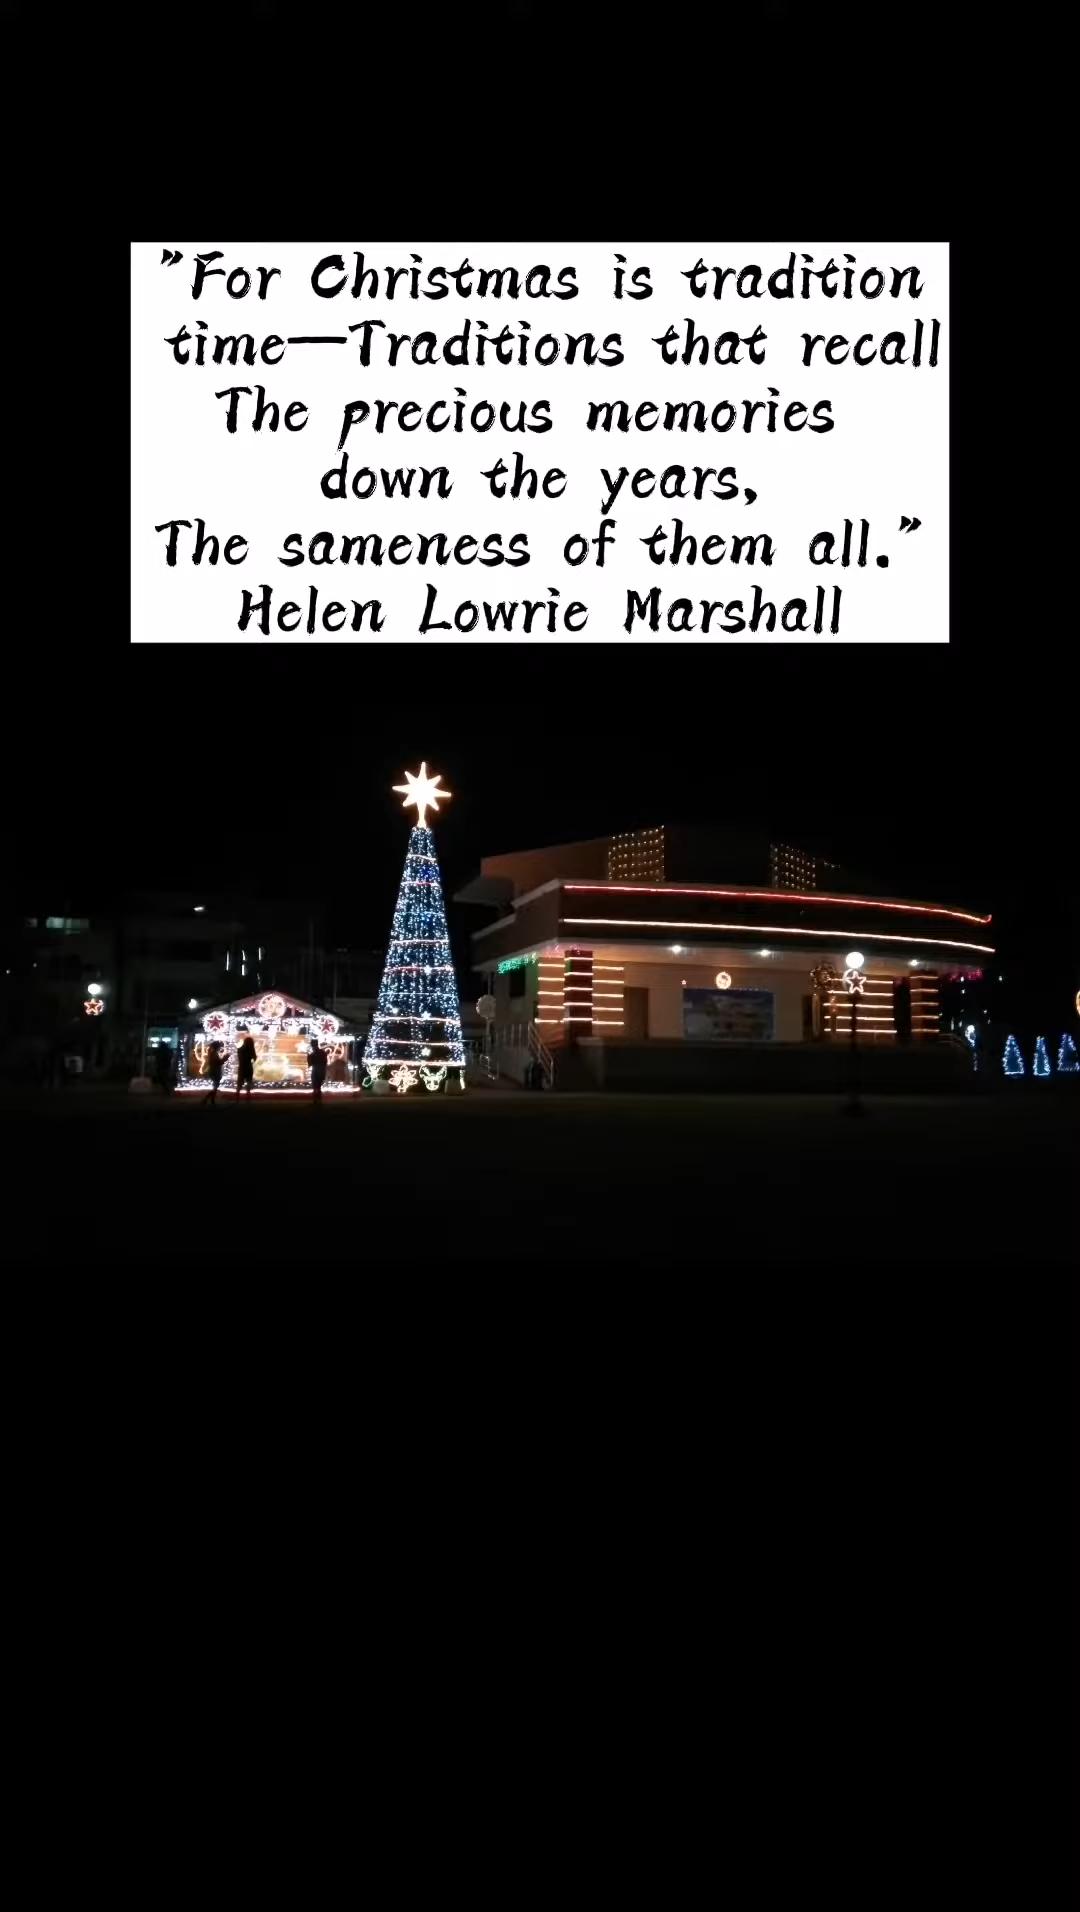 "For Christmas is tradition
time—Traditions that recall
The precious memories
down the years,
The sameness of them all."
Helen Lowrie Marshall